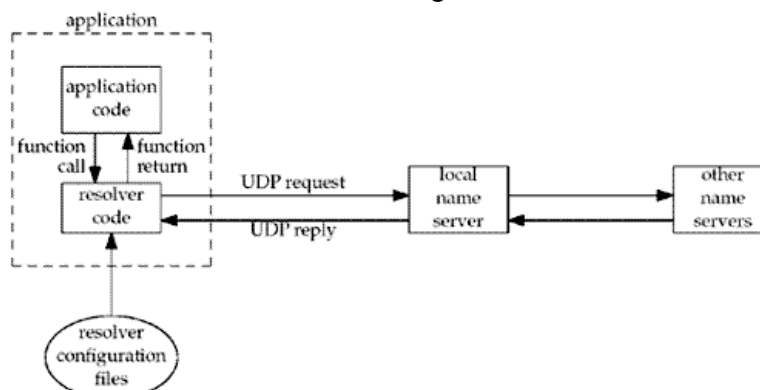 application
application
code
function
call
function
return
resolver
code
UDP request
UDP reply
local
name
server
other
name
servers
resolver
configuration
files